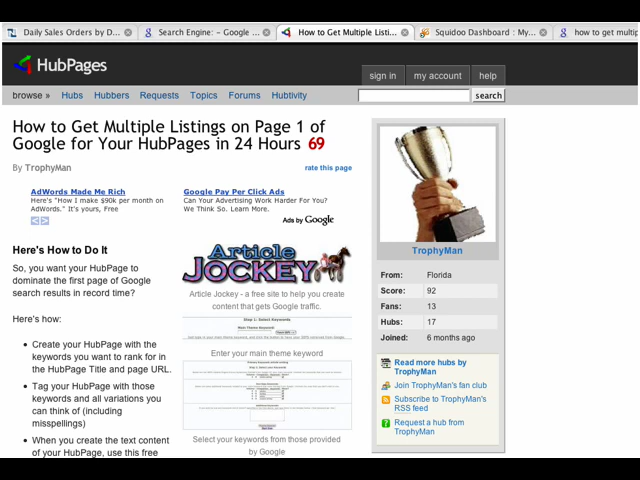 Daily Sales Orders by D...
Search Engine: - Google ...
How to Get Multiple Listi...
Squidoo Dashboard : My...
how to get multip
HubPages
sign in
my account
help
browse »
Hubs
Hubbers
Requests
Topics
Forums
Hubtivity
search
How to Get Multiple Listings on Page 1 of
Google for Your HubPages in 24 Hours 69
By TrophyMan
rate this page
AdWords Made Me Rich
Here's "How I make $90k per month on
AdWords." It's yours, Free
Google Pay Per Click Ads
Can Your Advertising Work Harder For You?
We Think So. Learn More.
Ads by Google
Here's How to Do It
So, you want your HubPage to
dominate the first page of Google
search results in record time?
Here's how:
• Create your HubPage with the
keywords you want to rank for in
the HubPage Title and page URL.
• Tag your HubPage with those
keywords and all variations you
can think of (including
misspellings)
• When you create the text content
of your HubPage, use this free
Article
JOCKEY
Article Jockey - a free site to help you create
content that gets Google traffic.
Step 1: Select Keywords
Main Theme Keyword:
Enter your main theme keyword
Select your keywords from those provided
by Google
TrophyMan
From: Florida
Score: 92
Fans: 13
Hubs: 17
Joined: 6 months ago
Read more hubs by
TrophyMan
Join TrophyMan's fan club
Subscribe to TrophyMan's
RSS feed
Request a hub from
TrophyMan